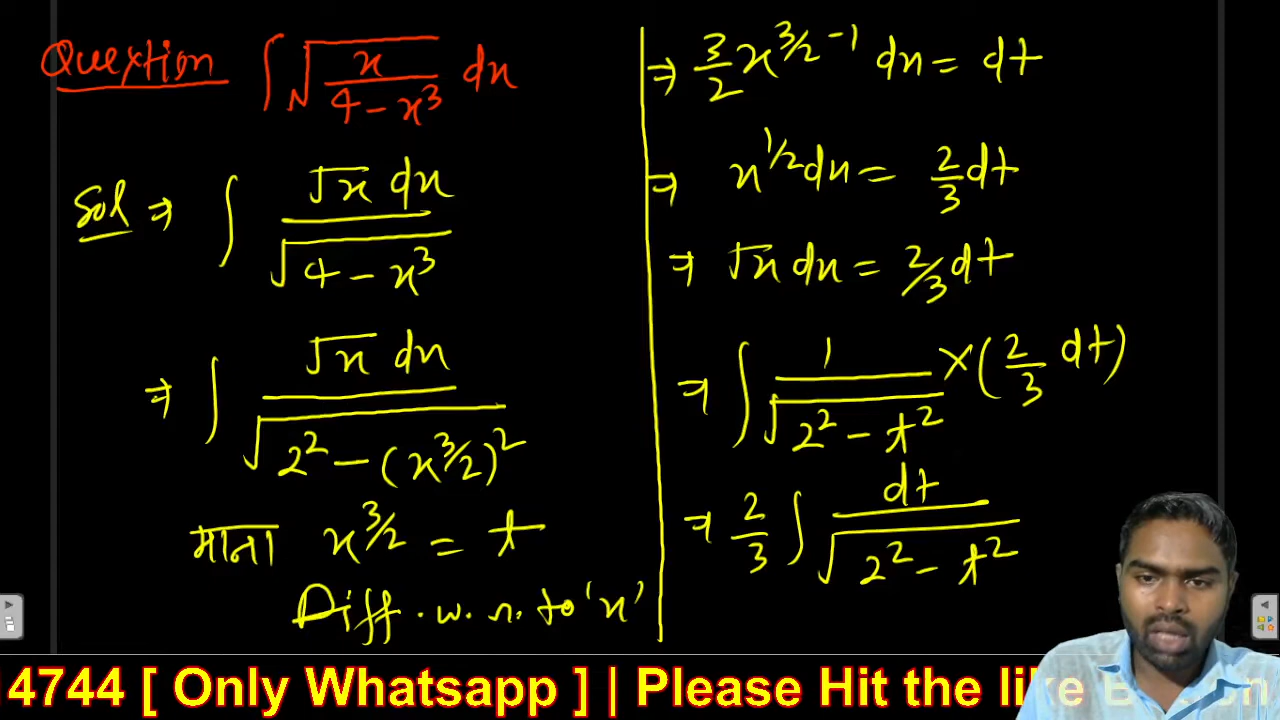 Question ∫ √(x/(4-x³)) dx
Sol ⇒ ∫ √x dx / √(4-x³)
⇒ ∫ √x dx / √(2²-(x^3/2)²)
माना x^3/2 = t
Diff. w. r. to 'x'
⇒ 3/2 x^(3/2 -1) dx = dt
⇒ x^1/2 dx = 2/3 dt
⇒ √x dx = 2/3 dt
⇒ ∫ 1/√(2²-t²) × (2/3 dt)
⇒ 2/3 ∫ dt/√(2²-t²)
4744 [ Only Whatsapp ] | Please Hit the like B